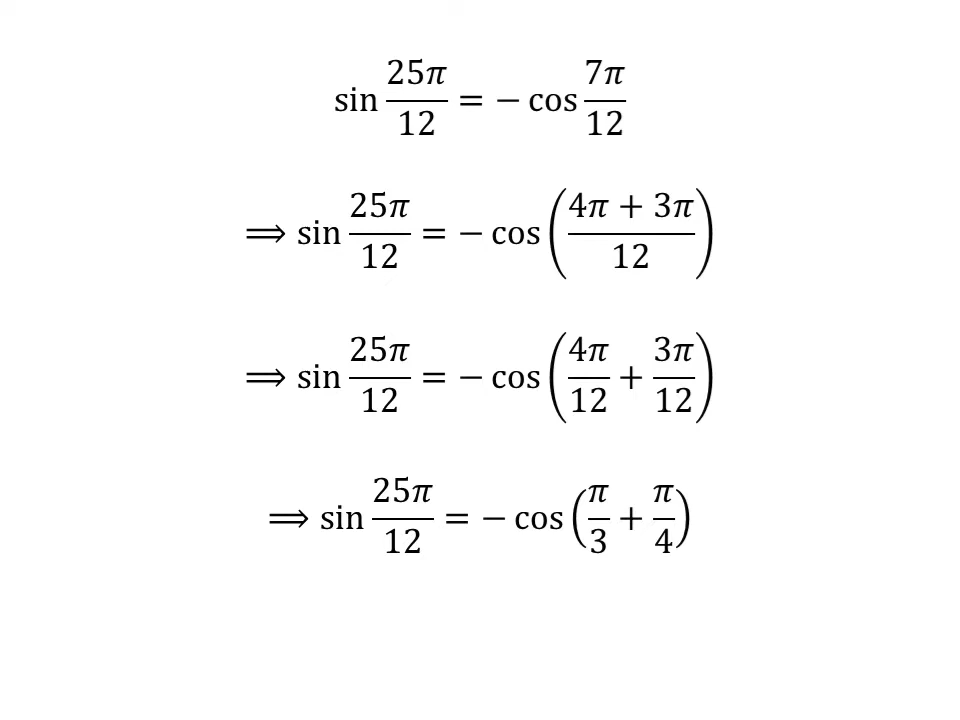 sin 25π/12 = − cos 7π/12
⟹ sin 25π/12 = − cos ((4π + 3π)/12)
⟹ sin 25π/12 = − cos (4π/12 + 3π/12)
⟹ sin 25π/12 = − cos (π/3 + π/4)